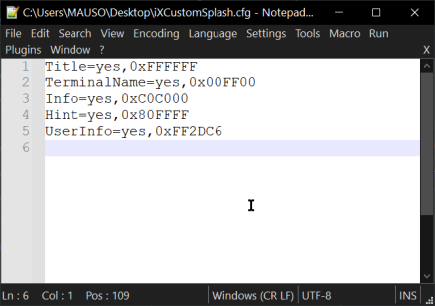 C:\Users\MAUSO\Desktop\iXCustomSplash.cfg - Notepad...
File Edit Search View Encoding Language Settings Tools Macro Run
Plugins Window ? X
1 Title=yes,0xFFFFFF
2 TerminalName=yes,0x00FF00
3 Info=yes,0xC0C000
4 Hint=yes,0x80FFFF
5 UserInfo=yes,0xFF2DC6
6
Ln : 6 Col : 1 Pos : 109 Windows (CR LF) UTF-8 INS